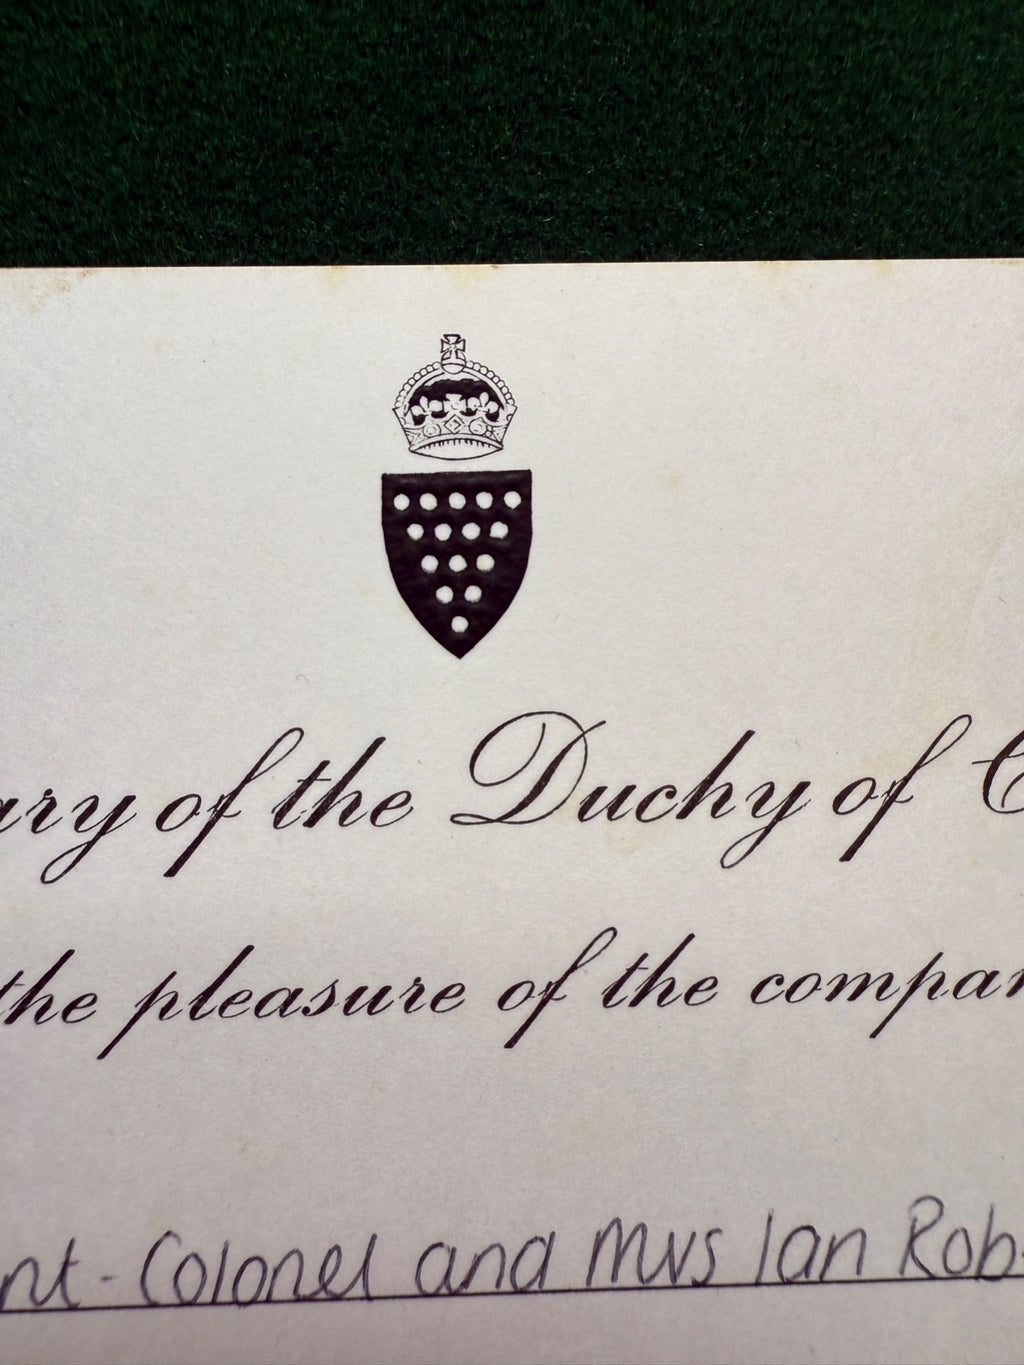 ary of the Duchy of C
the pleasure of the compan
nt-Colonel and Mrs Ian Rob